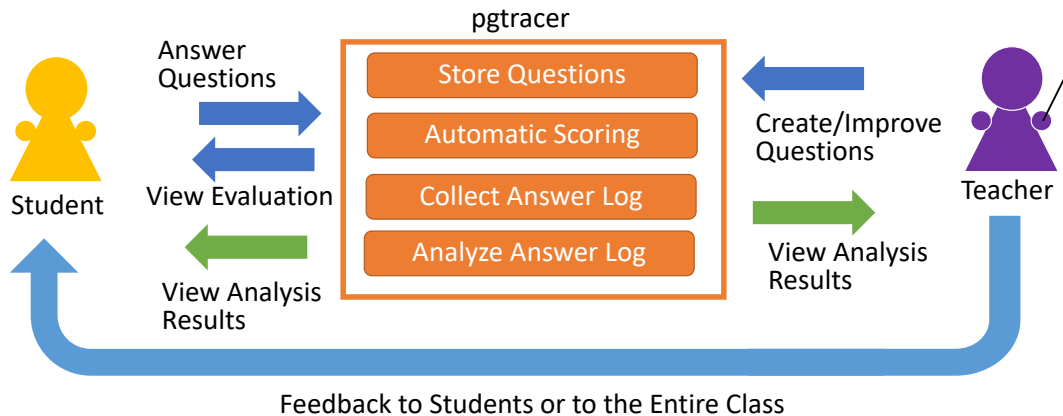 pgtracer
Answer
Questions
View Evaluation
View Analysis
Results
Student
Store Questions
Automatic Scoring
Collect Answer Log
Analyze Answer Log
Create/Improve
Questions
View Analysis
Results
Teacher
Feedback to Students or to the Entire Class